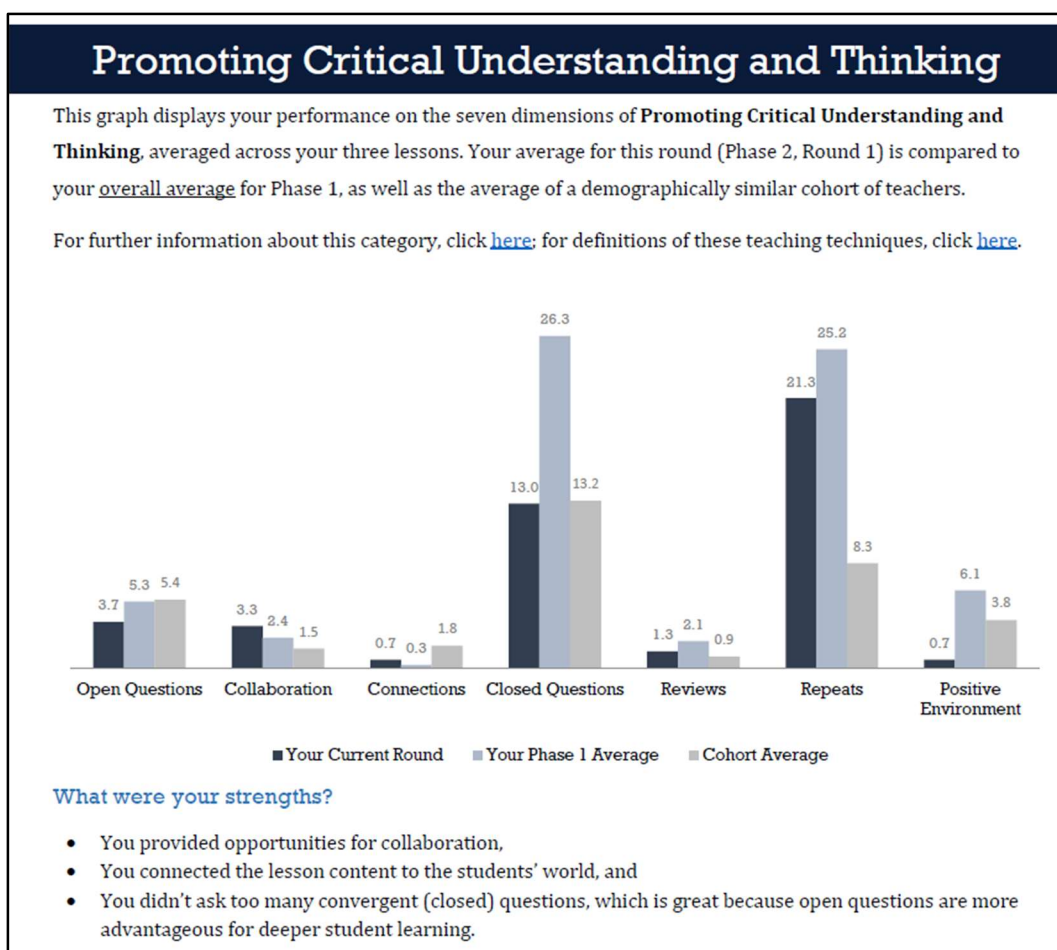 Promoting Critical Understanding and Thinking
This graph displays your performance on the seven dimensions of Promoting Critical Understanding and
Thinking, averaged across your three lessons. Your average for this round (Phase 2, Round 1) is compared to
your overall average for Phase 1, as well as the average of a demographically similar cohort of teachers.
For further information about this category, click here; for definitions of these teaching techniques, click here.
3.7 5.3 5.4
3.3 2.4 1.5
0.7 0.3 1.8
13.0 26.3 13.2
1.3 2.1 0.9
21.3 25.2 8.3
0.7 6.1 3.8
Open Questions Collaboration Connections Closed Questions Reviews Repeats Positive
Environment
Your Current Round Your Phase 1 Average Cohort Average
What were your strengths?
• You provided opportunities for collaboration,
• You connected the lesson content to the students' world, and
• You didn't ask too many convergent (closed) questions, which is great because open questions are more
advantageous for deeper student learning.